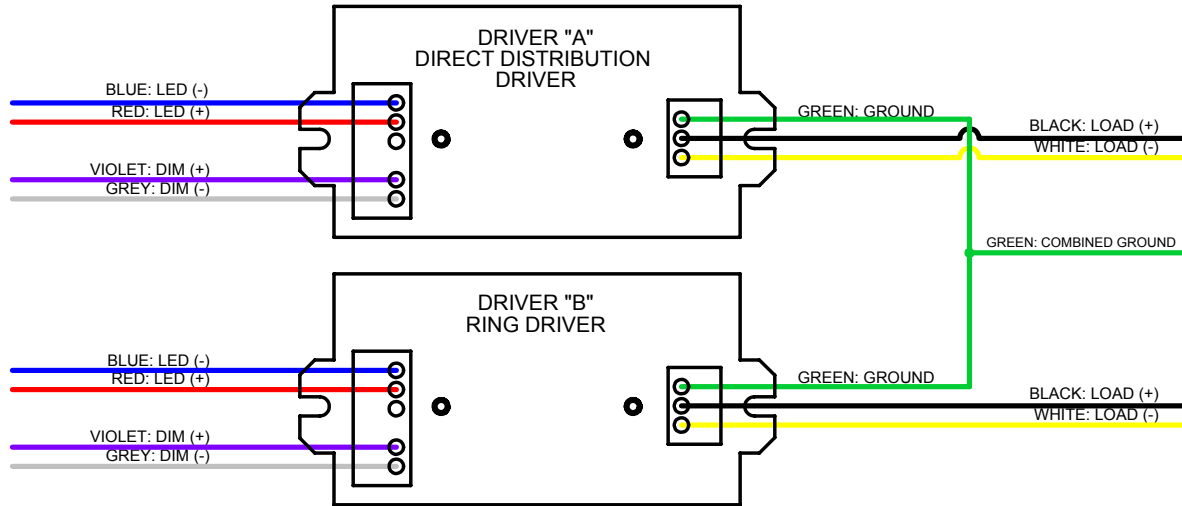 DRIVER "A"
DIRECT DISTRIBUTION
DRIVER
BLUE: LED (-)
RED: LED (+)
VIOLET: DIM (+)
GREY: DIM (-)
GREEN: GROUND
BLACK: LOAD (+)
WHITE: LOAD (-)
GREEN: COMBINED GROUND
DRIVER "B"
RING DRIVER
BLUE: LED (-)
RED: LED (+)
VIOLET: DIM (+)
GREY: DIM (-)
GREEN: GROUND
BLACK: LOAD (+)
WHITE: LOAD (-)